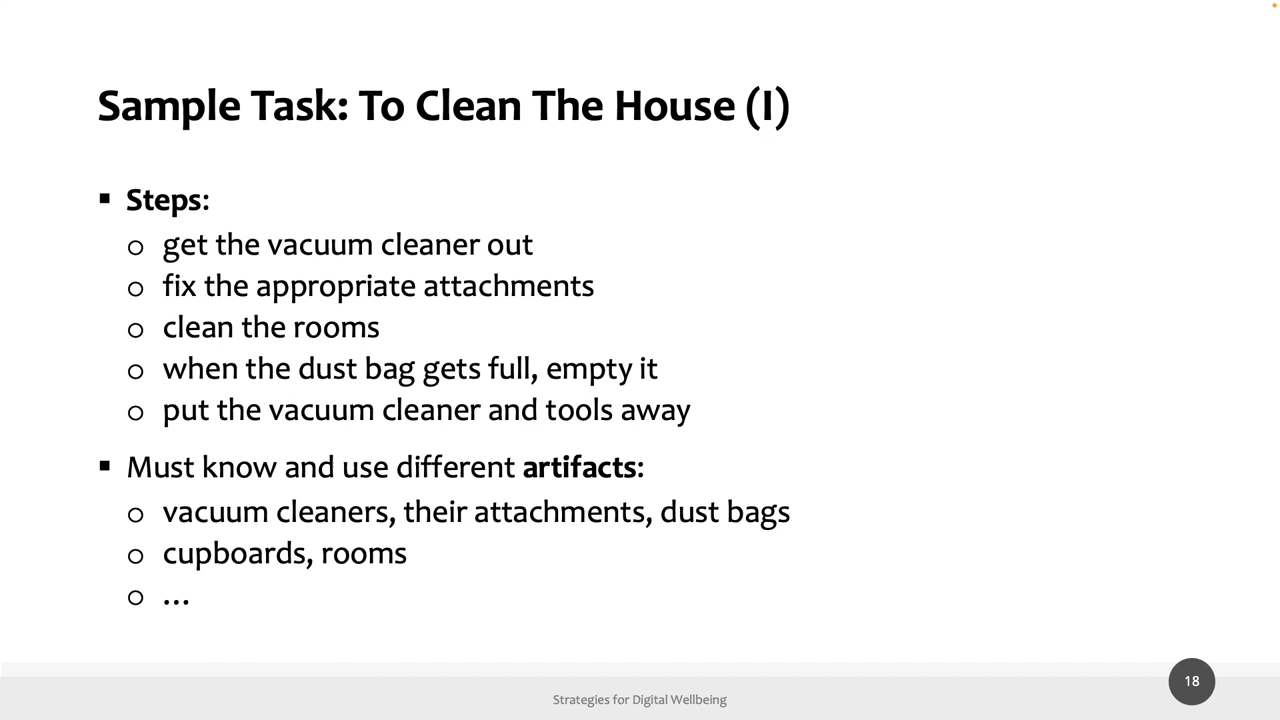 Sample Task: To Clean The House (I)
▪ Steps:
o get the vacuum cleaner out
o fix the appropriate attachments
o clean the rooms
o when the dust bag gets full, empty it
o put the vacuum cleaner and tools away
▪ Must know and use different artifacts:
o vacuum cleaners, their attachments, dust bags
o cupboards, rooms
o ...
Strategies for Digital Wellbeing
18